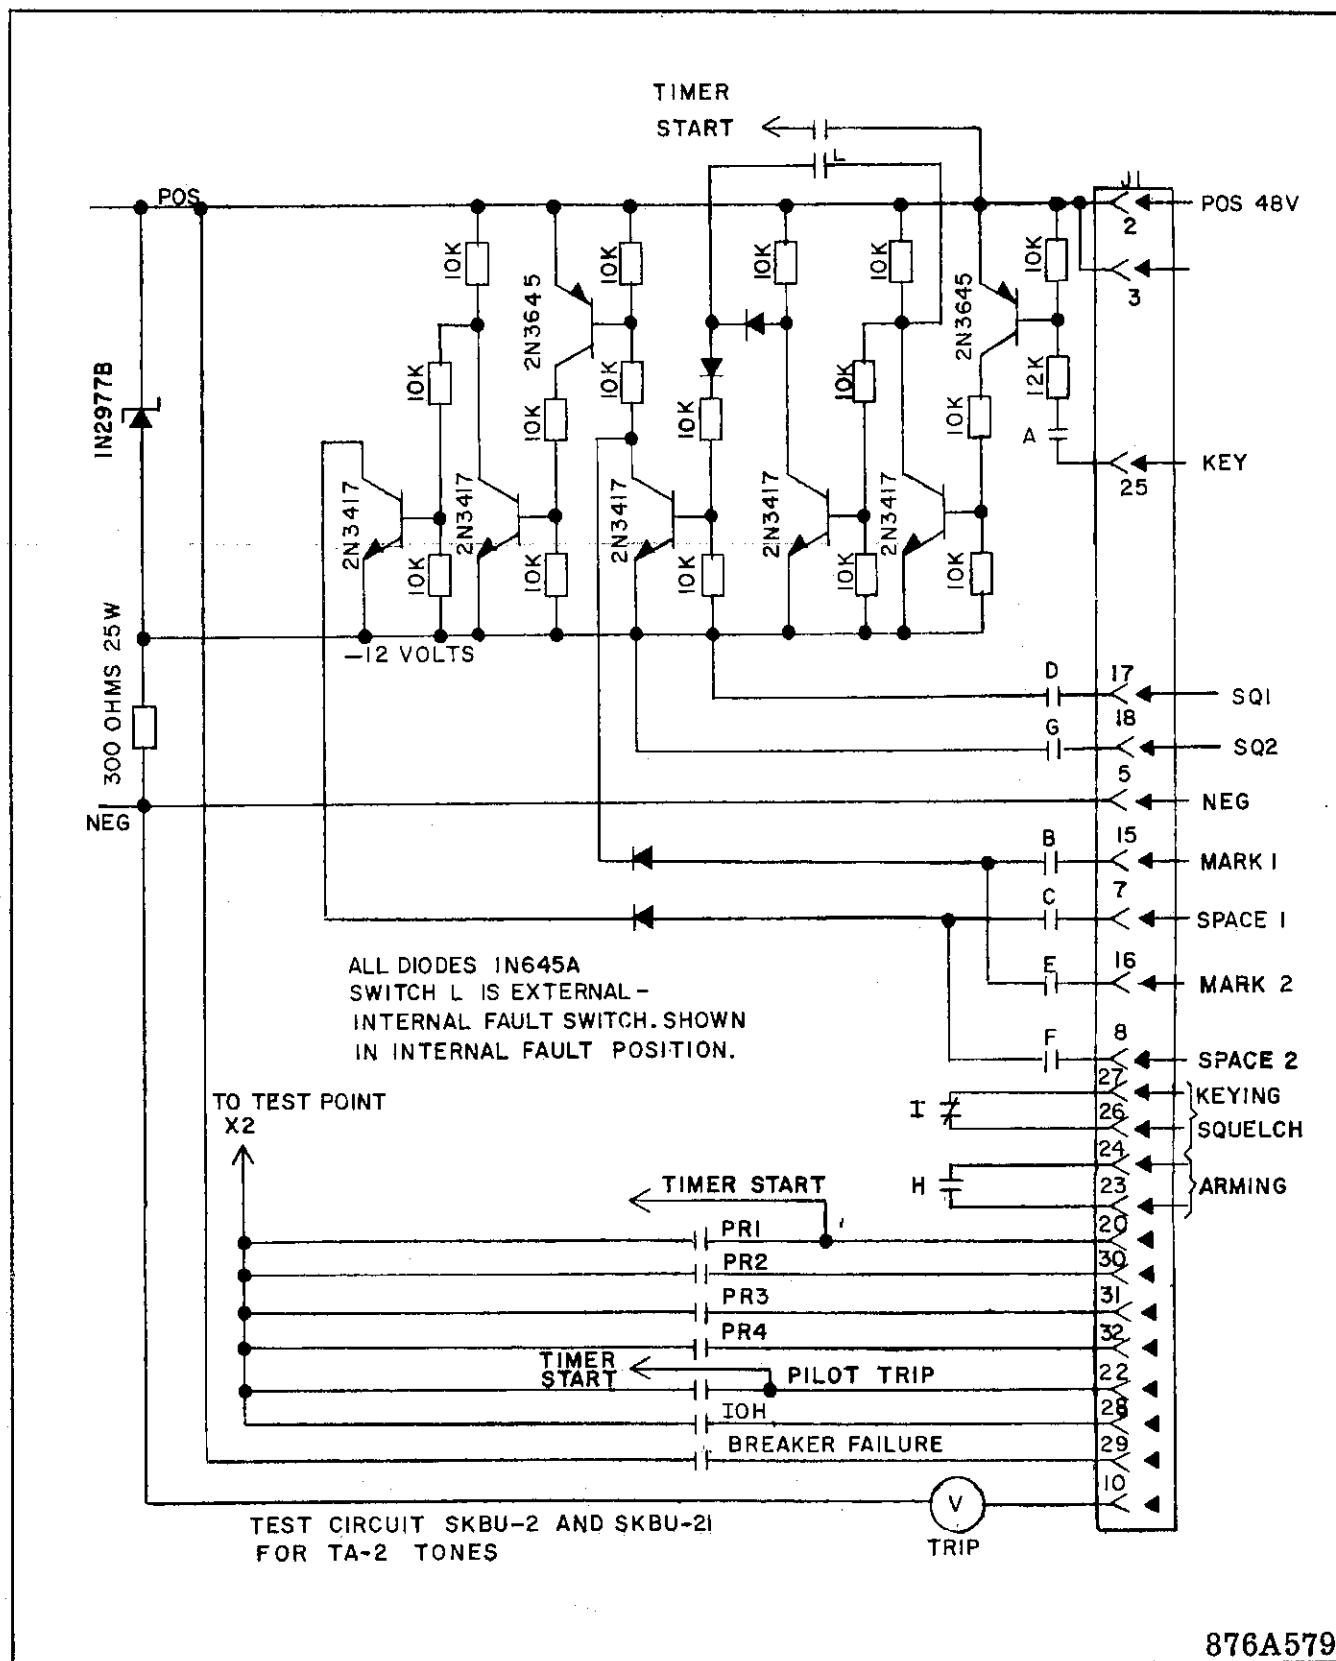 TIMER
START
L
J1
POS
POS 48V
2
10K
10K
10K
10K
10K
3
2N3645
2N3645
1N2977B
10K
10K
10K
10K
10K
10K
12K
A
KEY
25
2N3417
2N3417
2N3417
2N3417
2N3417
10K
10K
10K
10K
10K
300 OHMS 25W
-12 VOLTS
D
17
SQ1
G
18
SQ2
5
NEG
NEG
B
15
MARK 1
C
7
SPACE 1
E
16
MARK 2
F
8
SPACE 2
ALL DIODES 1N645A
SWITCH L IS EXTERNAL-
INTERNAL FAULT SWITCH. SHOWN
IN INTERNAL FAULT POSITION.
TO TEST POINT
X2
I
27
KEYING
26
SQUELCH
24
H
23
ARMING
TIMER START
PR1
20
PR2
30
PR3
31
PR4
32
TIMER
START
PILOT TRIP
22
IOH
28
BREAKER FAILURE
29
V
10
TRIP
TEST CIRCUIT SKBU-2 AND SKBU-21
FOR TA-2 TONES
876A579